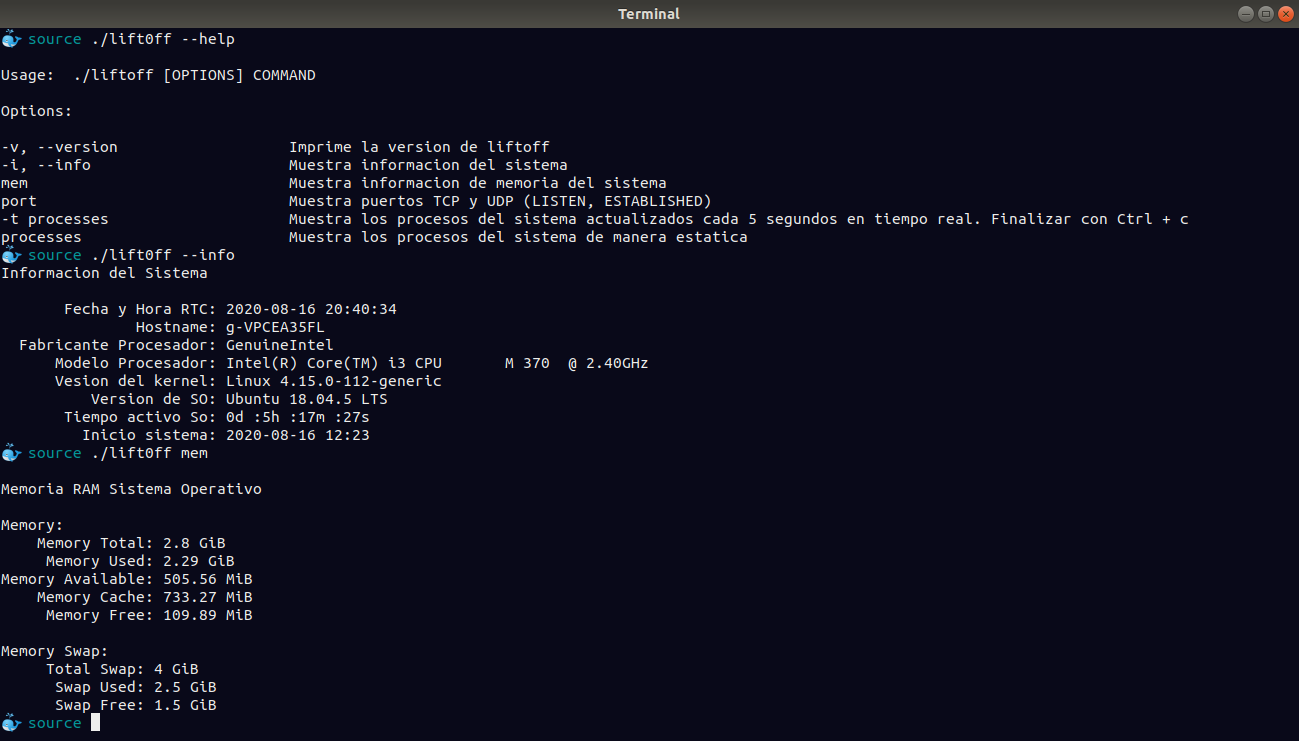 Terminal
source ./lift0ff --help
Usage:  ./liftoff [OPTIONS] COMMAND
Options:
-v, --version                   Imprime la version de liftoff
-i, --info                      Muestra informacion del sistema
mem                             Muestra informacion de memoria del sistema
port                            Muestra puertos TCP y UDP (LISTEN, ESTABLISHED)
-t processes                    Muestra los procesos del sistema actualizados cada 5 segundos en tiempo real. Finalizar con Ctrl + c
processes                       Muestra los procesos del sistema de manera estatica
source ./lift0ff --info
Informacion del Sistema
Fecha y Hora RTC: 2020-08-16 20:40:34
Hostname: g-VPCEA35FL
Fabricante Procesador: GenuineIntel
Modelo Procesador: Intel(R) Core(TM) i3 CPU       M 370  @ 2.40GHz
Vesion del kernel: Linux 4.15.0-112-generic
Version de SO: Ubuntu 18.04.5 LTS
Tiempo activo So: 0d :5h :17m :27s
Inicio sistema: 2020-08-16 12:23
source ./lift0ff mem
Memoria RAM Sistema Operativo
Memory:
Memory Total: 2.8 GiB
Memory Used: 2.29 GiB
Memory Available: 505.56 MiB
Memory Cache: 733.27 MiB
Memory Free: 109.89 MiB
Memory Swap:
Total Swap: 4 GiB
Swap Used: 2.5 GiB
Swap Free: 1.5 GiB
source